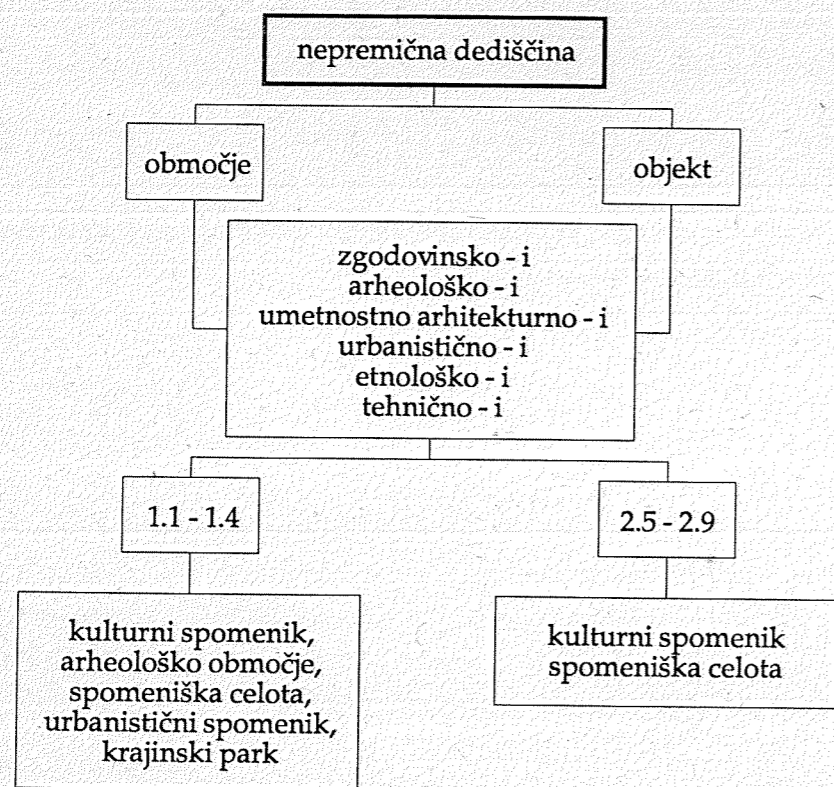 nepremična dediščina
območje
objekt
zgodovinsko - i
arheološko - i
umetnostno arhitekturno - i
urbanistično - i
etnološko - i
tehnično - i
1.1 - 1.4
2.5 - 2.9
kulturni spomenik,
arheološko območje,
spomeniška celota,
urbanistični spomenik,
krajinski park
kulturni spomenik
spomeniška celota